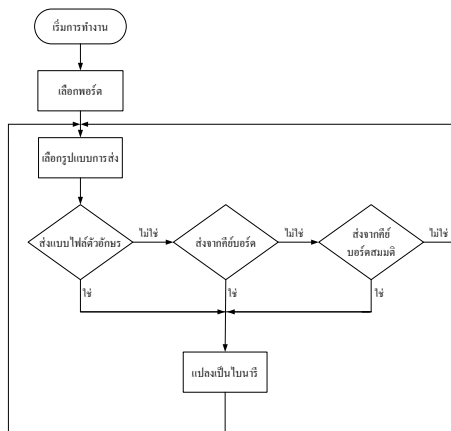 เริ่มการทำงาน
เลือกพอร์ต
เลือกรูปแบบการส่ง
ส่งแบบไฟล์ตัวอักษร
ไม่ใช่
ส่งจากคีย์บอร์ด
ไม่ใช่
ส่งจากคีย์
บอร์ดสมมติ
ไม่ใช่
ใช่
ใช่
ใช่
แปลงเป็นไบนารี